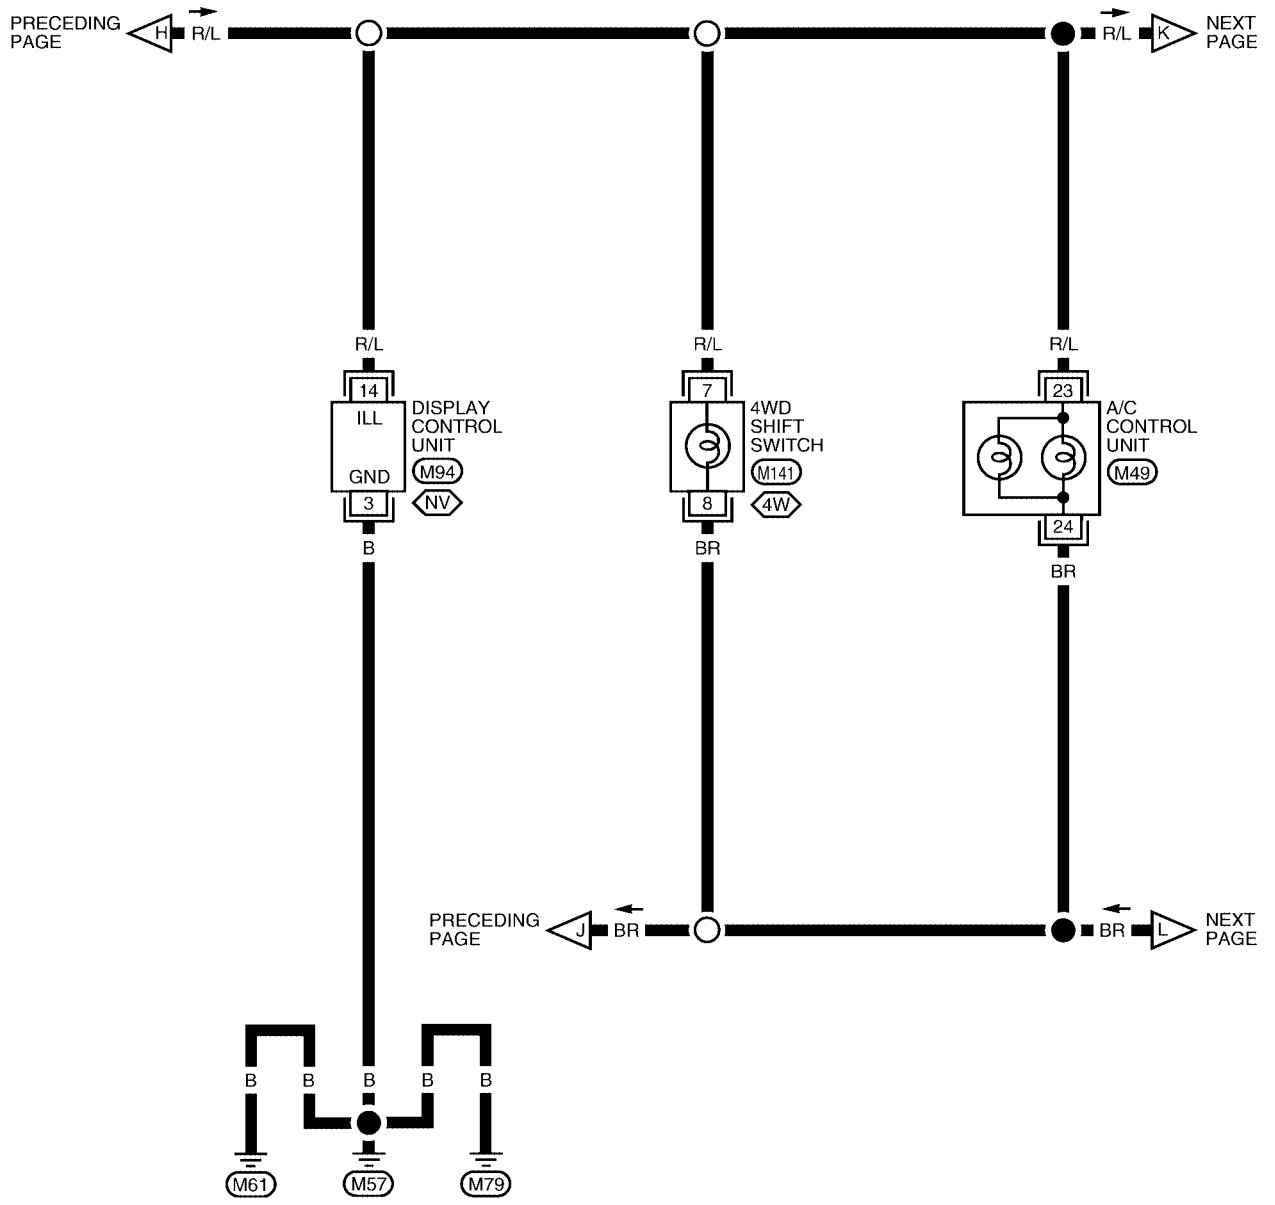 PRECEDING
PAGE
H
R/L
R/L
K
NEXT
PAGE
R/L
R/L
R/L
14
ILL
GND
3
DISPLAY
CONTROL
UNIT
M94
NV
7
8
4WD
SHIFT
SWITCH
M141
4W
23
24
A/C
CONTROL
UNIT
M49
B
BR
BR
PRECEDING
PAGE
J
BR
BR
L
NEXT
PAGE
B
B
B
B
B
M61
M57
M79